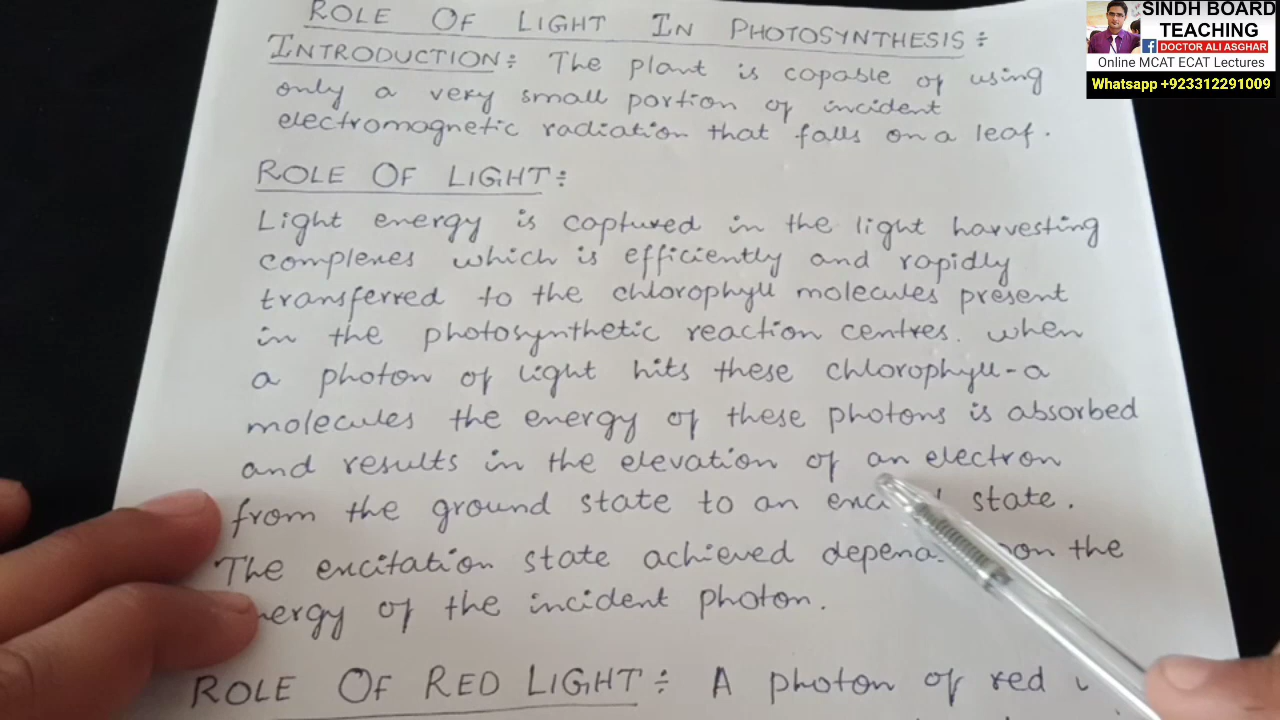 ROLE OF LIGHT IN PHOTOSYNTHESIS÷
INTRODUCTION÷ The plant is capable of using
only a very small portion of incident
electromagnetic radiation that falls on a leaf.
ROLE OF LIGHT÷
Light energy is captured in the light harvesting
complexes which is efficiently and rapidly
transferred to the chlorophyll molecules present
in the photosynthetic reaction centres. when
a photon of light hits these chlorophyll-a
molecules the energy of these photons is absorbed
and results in the elevation of an electron
from the ground state to an state.
The excitation state achieved the
of the incident photon.
ROLE OF RED LIGHT÷ A photon of red
SINDH BOARD
TEACHING
f DOCTOR ALI ASGHAR
Online MCAT ECAT Lectures
Whatsapp +923312291009